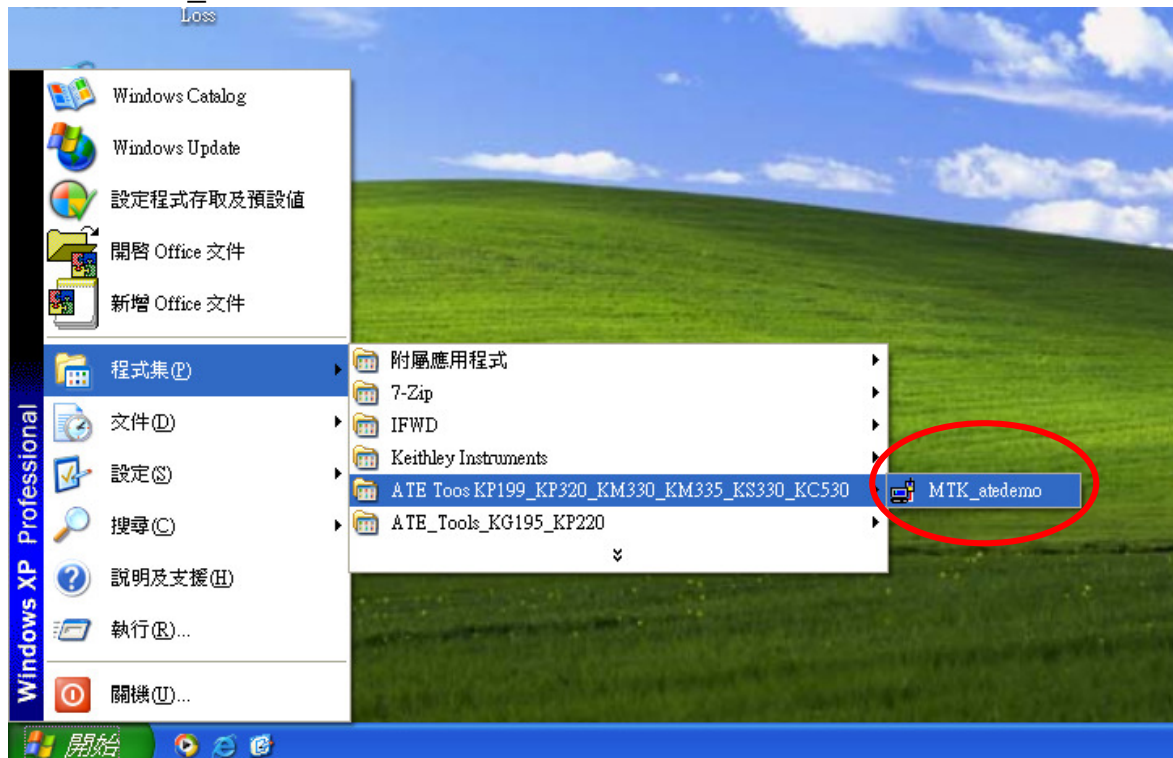 Loss
Windows Catalog
Windows Update
設定程式存取及預設值
開啓 Office 文件
新增 Office 文件
程式集(P)
文件(D)
設定(S)
搜尋(C)
說明及支援(H)
執行(R)...
關機(U)...
Windows XP Professional
附屬應用程式
7-Zip
IFWD
Keithley Instruments
ATE Toos KP199_KP320_KM330_KM335_KS330_KC530
ATE_Tools_KG195_KP220
MTK_atedemo
開始